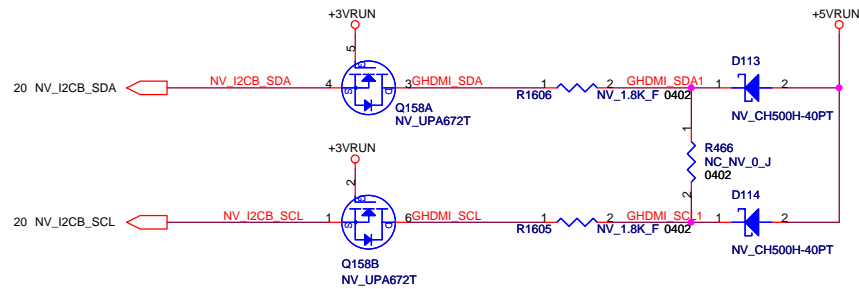 +3VRUN
+5VRUN
5
G
D113
20 NV_I2CB_SDA
NV_I2CB_SDA
4
S
D
3
GHDMI_SDA
1
2
GHDMI_SDA1
1
2
R1606
NV_1.8K_F
0402
Q158A
NV_UPA672T
NV_CH500H-40PT
1
+3VRUN
R466
NC_NV_0_J
0402
2
G
2
D114
20 NV_I2CB_SCL
NV_I2CB_SCL
1
S
D
6
GHDMI_SCL
1
2
GHDMI_SCL1
1
2
R1605
NV_1.8K_F
0402
NV_CH500H-40PT
Q158B
NV_UPA672T